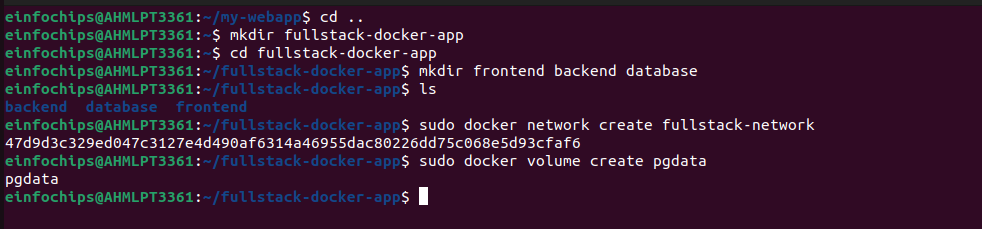 einfochips@AHMLPT3361:~/my-webapp$ cd ..
einfochips@AHMLPT3361:~$ mkdir fullstack-docker-app
einfochips@AHMLPT3361:~$ cd fullstack-docker-app
einfochips@AHMLPT3361:~/fullstack-docker-app$ mkdir frontend backend database
einfochips@AHMLPT3361:~/fullstack-docker-app$ ls
backend  database  frontend
einfochips@AHMLPT3361:~/fullstack-docker-app$ sudo docker network create fullstack-network
47d9d3c329ed047c3127e4d490af6314a46955dac80226dd75c068e5d93cfaf6
einfochips@AHMLPT3361:~/fullstack-docker-app$ sudo docker volume create pgdata
pgdata
einfochips@AHMLPT3361:~/fullstack-docker-app$